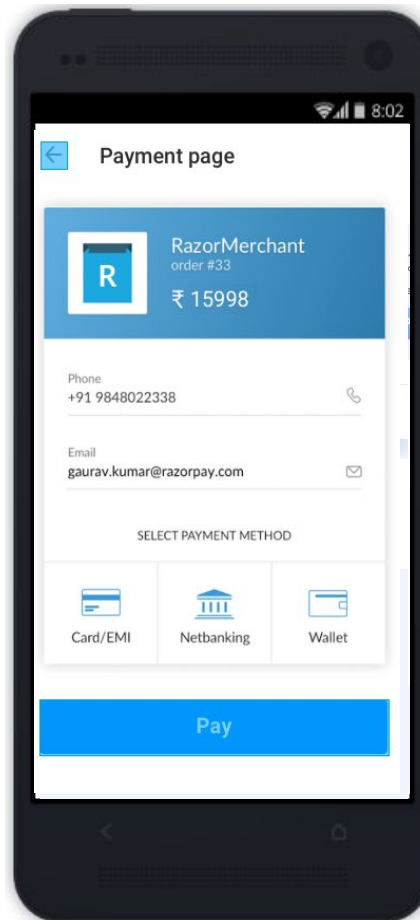 8:02
Payment page
R
RazorMerchant
order #33
₹ 15998
Phone
+91 9848022338
Email
gaurav.kumar@razorpay.com
SELECT PAYMENT METHOD
Card/EMI Netbanking Wallet
Pay